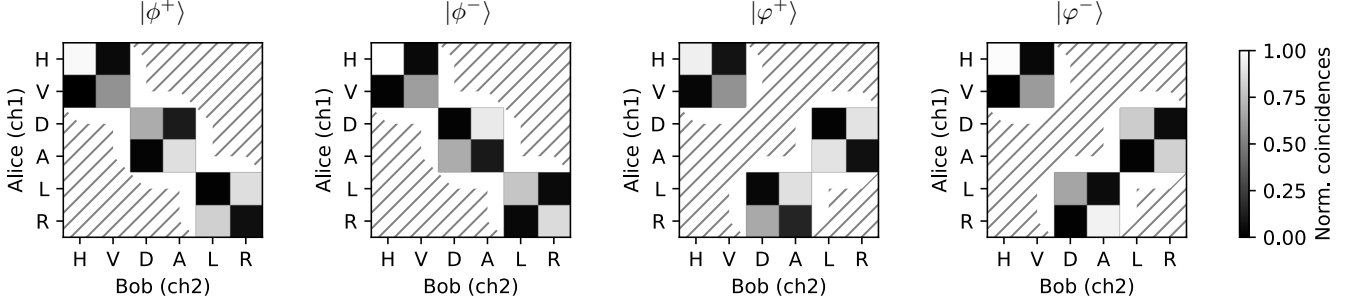 |ϕ⁺⟩ |ϕ⁻⟩ |φ⁺⟩ |φ⁻⟩
Alice (ch1) H V D A L R
H V D A L R
Bob (ch2)
Alice (ch1) H V D A L R
H V D A L R
Bob (ch2)
Alice (ch1) H V D A L R
H V D A L R
Bob (ch2)
Alice (ch1) H V D A L R
H V D A L R
Bob (ch2)
1.00
0.75
0.50
0.25
0.00
Norm. coincidences